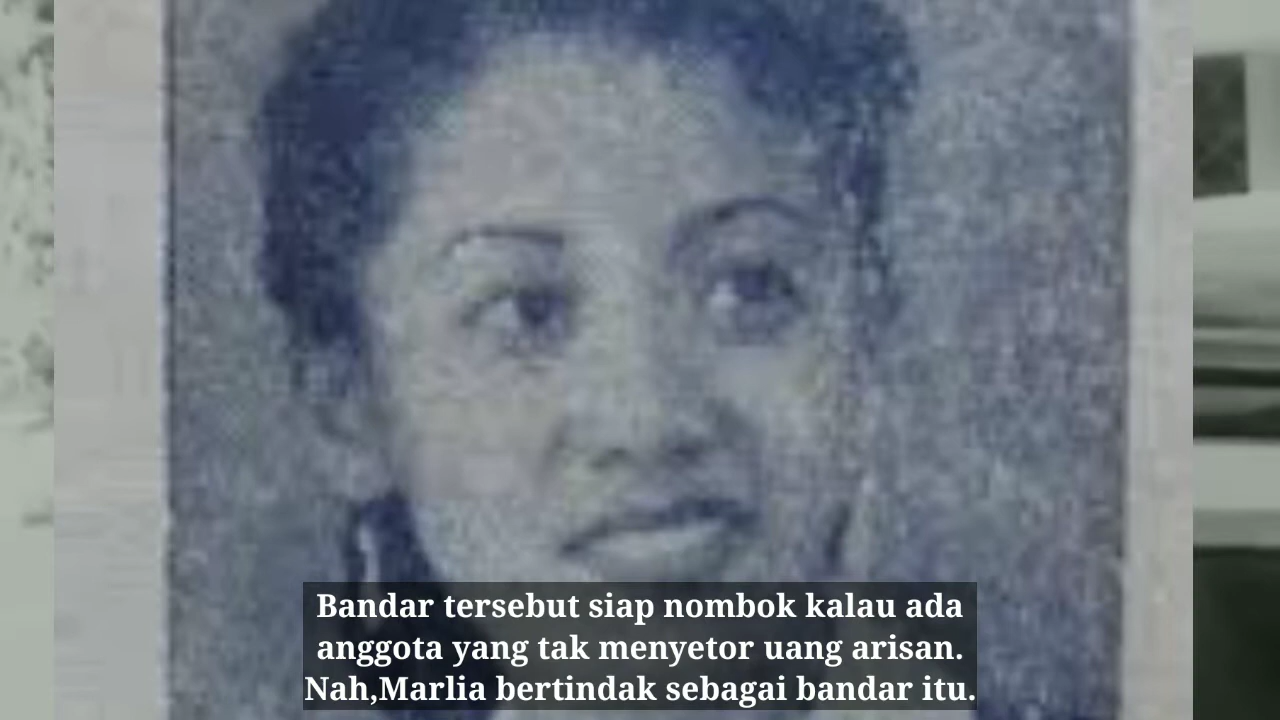 Bandar tersebut siap nombok kalau ada
anggota yang tak menyetor uang arisan.
Nah,Marlia bertindak sebagai bandar itu.